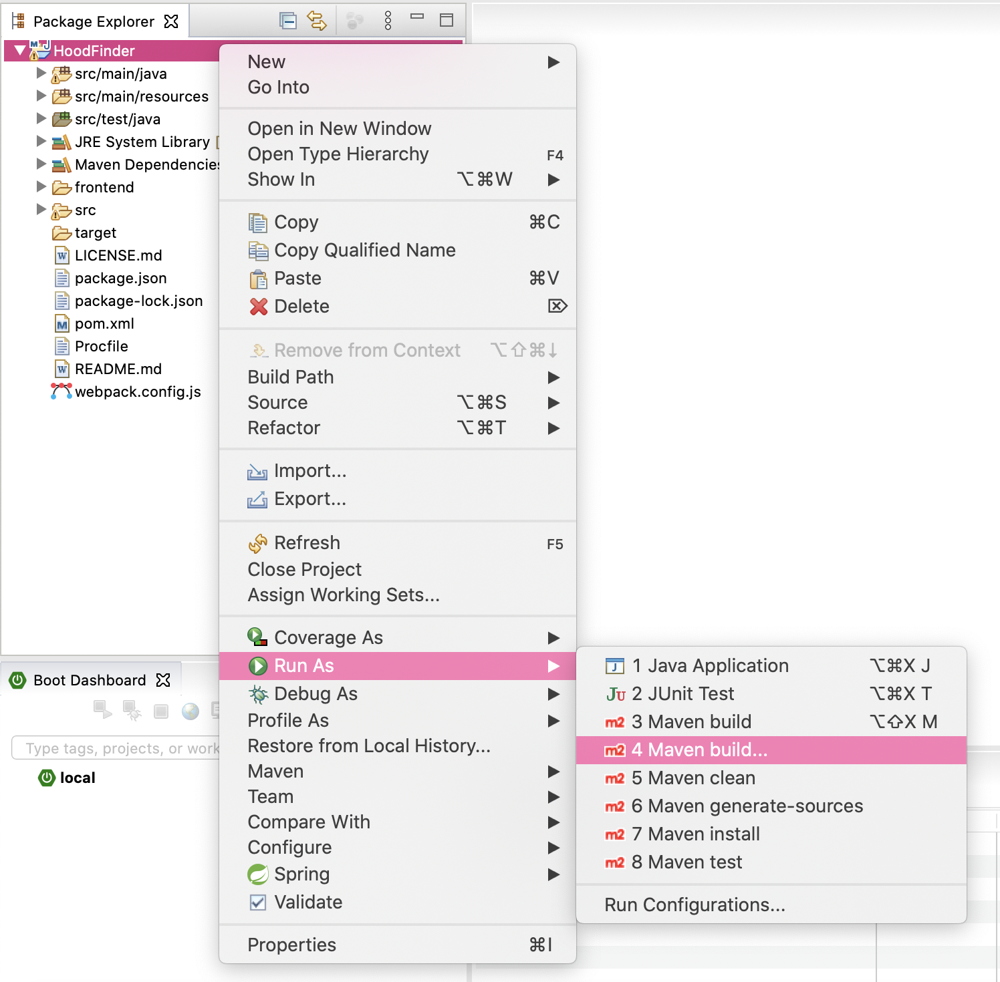 Package Explorer
HoodFinder
src/main/java
src/main/resources
src/test/java
JRE System Library [
Maven Dependencies
frontend
src
target
LICENSE.md
package.json
package-lock.json
pom.xml
Procfile
README.md
webpack.config.js
Boot Dashboard
Type tags, projects, or work
local
New
Go Into
Open in New Window
Open Type Hierarchy F4
Show In ⌥⌘W
Copy ⌘C
Copy Qualified Name
Paste ⌘V
Delete ⌦
Remove from Context ⌥⇧⌘↓
Build Path
Source ⌥⌘S
Refactor ⌥⌘T
Import...
Export...
Refresh F5
Close Project
Assign Working Sets...
Coverage As
Run As
Debug As
Profile As
Restore from Local History...
Maven
Team
Compare With
Configure
Spring
Validate
Properties ⌘I
1 Java Application ⌥⌘X J
2 JUnit Test ⌥⌘X T
3 Maven build ⌥⇧X M
4 Maven build...
5 Maven clean
6 Maven generate-sources
7 Maven install
8 Maven test
Run Configurations...